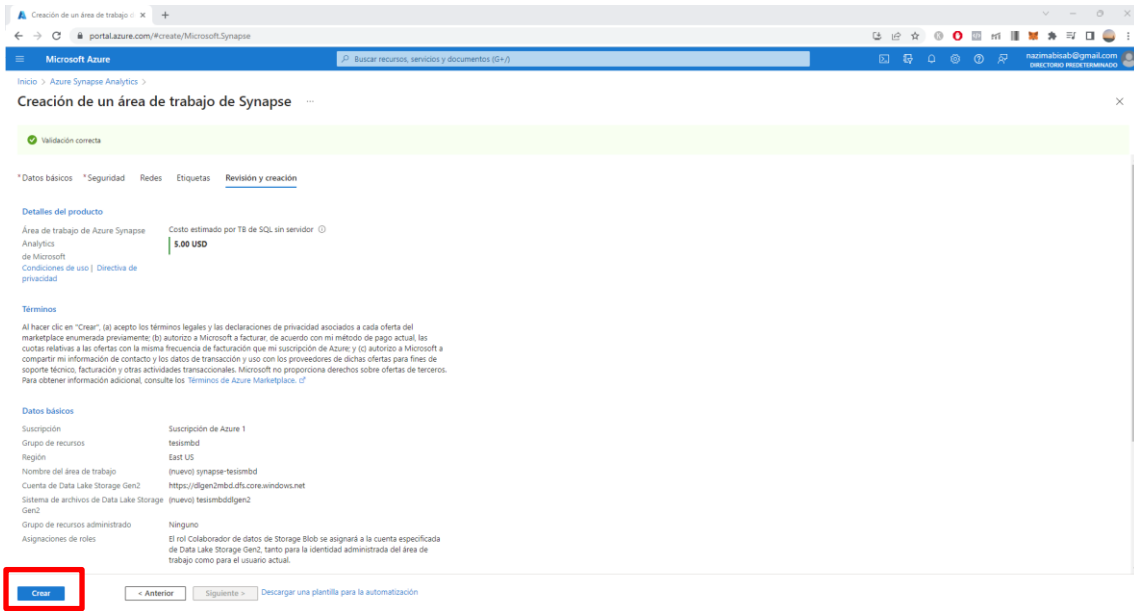 Creación de un área de trabajo d
portal.azure.com/#create/Microsoft.Synapse
Microsoft Azure
Buscar recursos, servicios y documentos (G+/)
nazimabisab@gmail.com
DIRECTORIO PREDETERMINADO
Inicio > Azure Synapse Analytics >
Creación de un área de trabajo de Synapse ...
Validación correcta
*Datos básicos *Seguridad Redes Etiquetas Revisión y creación
Detalles del producto
Área de trabajo de Azure Synapse
Analytics
de Microsoft
Condiciones de uso | Directiva de
privacidad
Costo estimado por TB de SQL sin servidor
5.00 USD
Términos
Al hacer clic en "Crear", (a) acepto los términos legales y las declaraciones de privacidad asociados a cada oferta del
marketplace enumerada previamente; (b) autorizo a Microsoft a facturar, de acuerdo con mi método de pago actual, las
cuotas relativas a las ofertas con la misma frecuencia de facturación que mi suscripción de Azure; y (c) autorizo a Microsoft a
compartir mi información de contacto y los datos de transacción y uso con los proveedores de dichas ofertas para fines de
soporte técnico, facturación y otras actividades transaccionales. Microsoft no proporciona derechos sobre ofertas de terceros.
Para obtener información adicional, consulte los Términos de Azure Marketplace.
Datos básicos
Suscripción Suscripción de Azure 1
Grupo de recursos tesismbd
Región East US
Nombre del área de trabajo (nuevo) synapse-tesismbd
Cuenta de Data Lake Storage Gen2 https://dlgen2mbd.dfs.core.windows.net
Sistema de archivos de Data Lake Storage (nuevo) tesismbddlgen2
Gen2
Grupo de recursos administrado Ninguno
Asignaciones de roles El rol Colaborador de datos de Storage Blob se asignará a la cuenta especificada
de Data Lake Storage Gen2, tanto para la identidad administrada del área de
trabajo como para el usuario actual.
Crear < Anterior Siguiente > Descargar una plantilla para la automatización